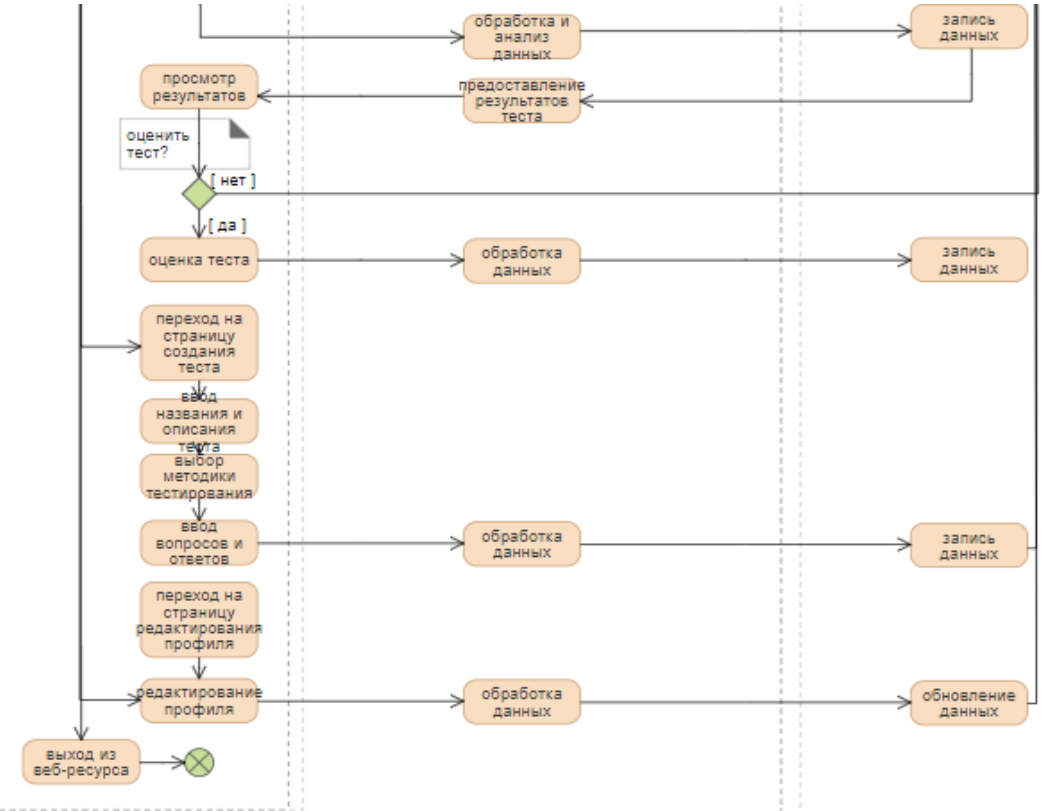 обработка и
анализ
данных
запись
данных
просмотр
результатов
предоставление
результатов
теста
оценить
тест?
[ нет ]
[ да ]
оценка теста
обработка
данных
запись
данных
переход на
страницу
создания
теста
ввод
названия и
описания
теста
выбор
методики
тестирования
ввод
вопросов и
ответов
обработка
данных
запись
данных
переход на
страницу
редактирования
профиля
редактирование
профиля
обработка
данных
обновление
данных
выход из
веб-ресурса